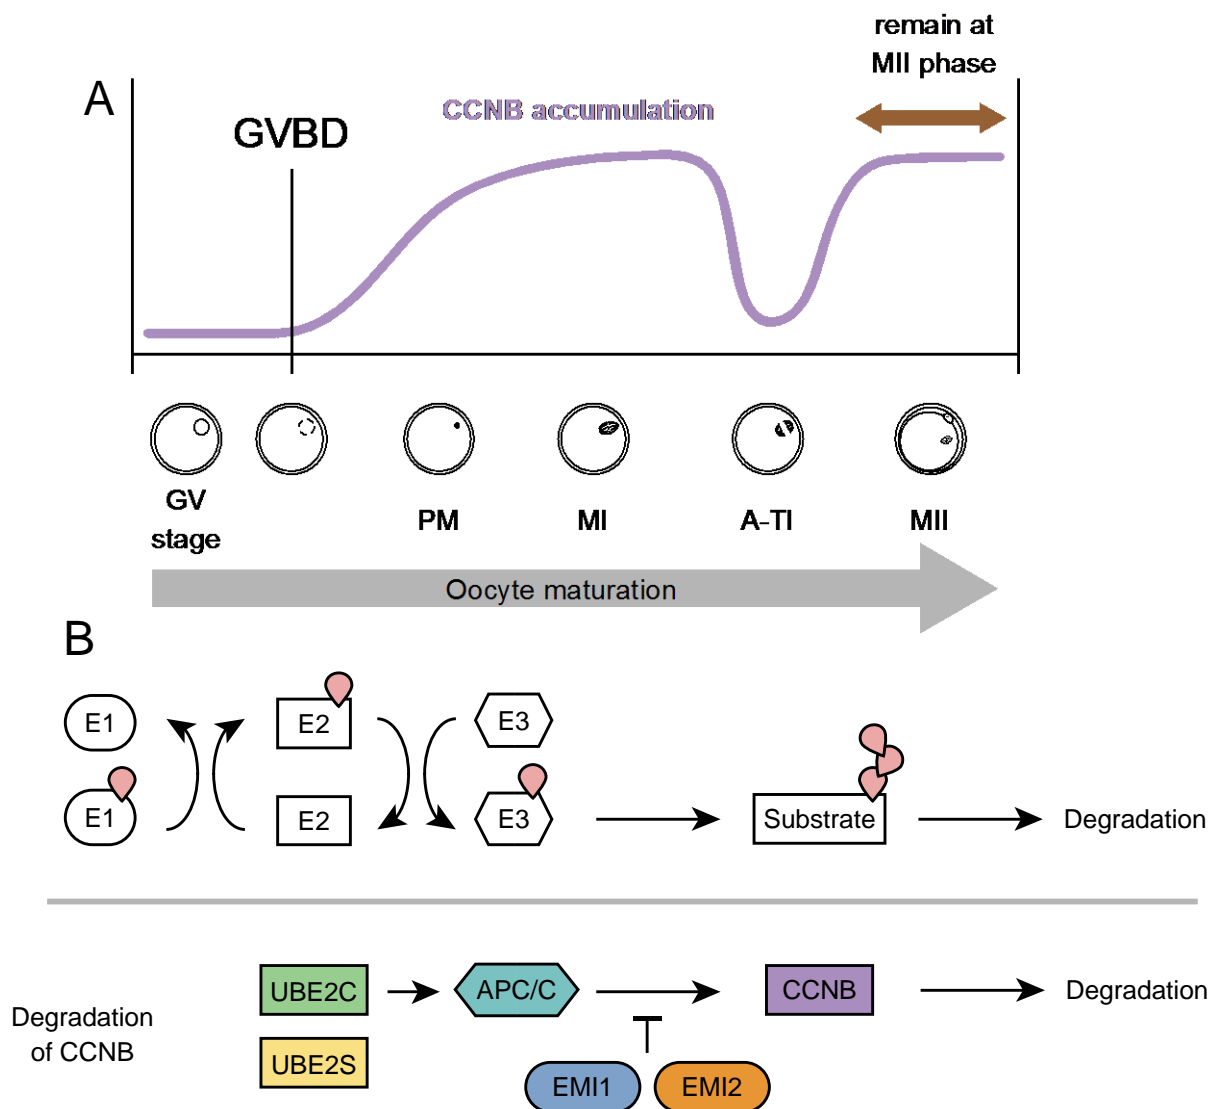 remain at
MII phase
A
CCNB accumulation
GVBD
GV
stage
PM
MI
A-TI
MII
Oocyte maturation
B
E1
E2
E3
E1
E2
E3
Substrate
Degradation
UBE2C
APC/C
CCNB
Degradation
Degradation
of CCNB
UBE2S
EMI1
EMI2